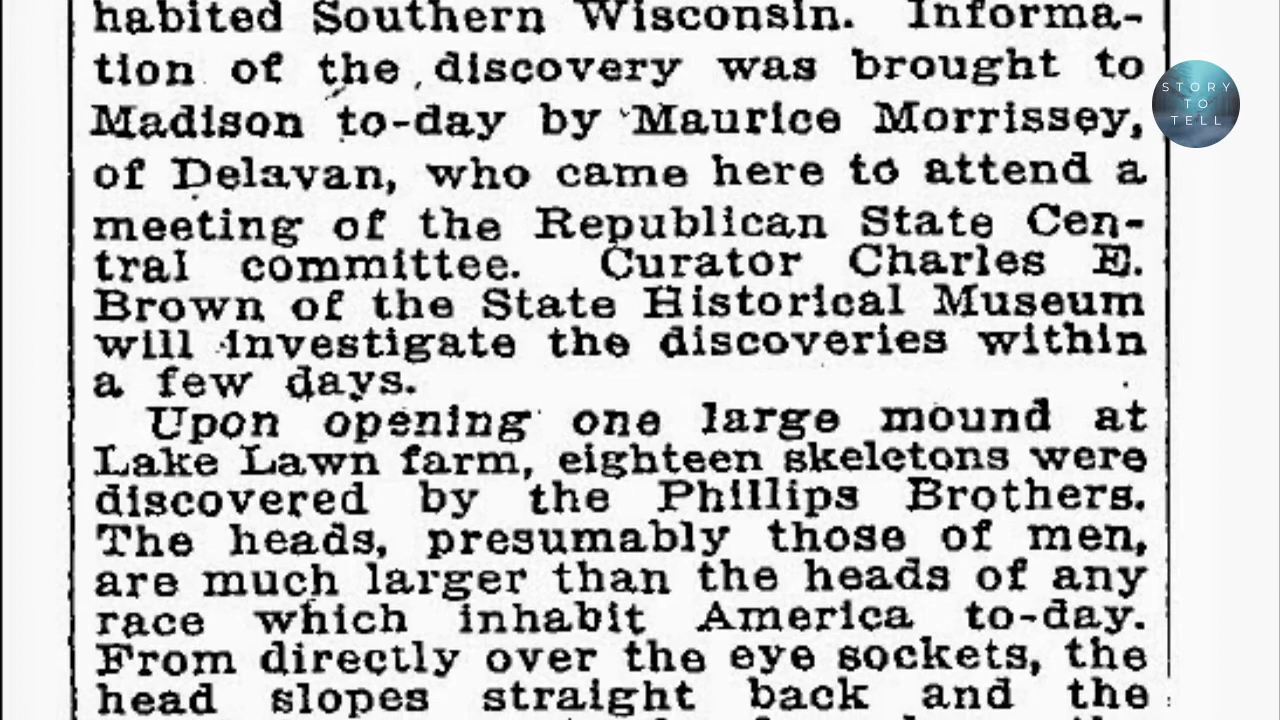 habited Southern Wisconsin. Informa-
tion of the discovery was brought to
Madison to-day by Maurice Morrissey,
of Delavan, who came here to attend a
meeting of the Republican State Cen-
tral committee. Curator Charles E.
Brown of the State Historical Museum
will investigate the discoveries within
a few days.
Upon opening one large mound at
Lake Lawn farm, eighteen skeletons were
discovered by the Phillips Brothers.
The heads, presumably those of men,
are much larger than the heads of any
race which inhabit America to-day.
From directly over the eye sockets, the
head slopes straight back and the
STORY
TO
TELL